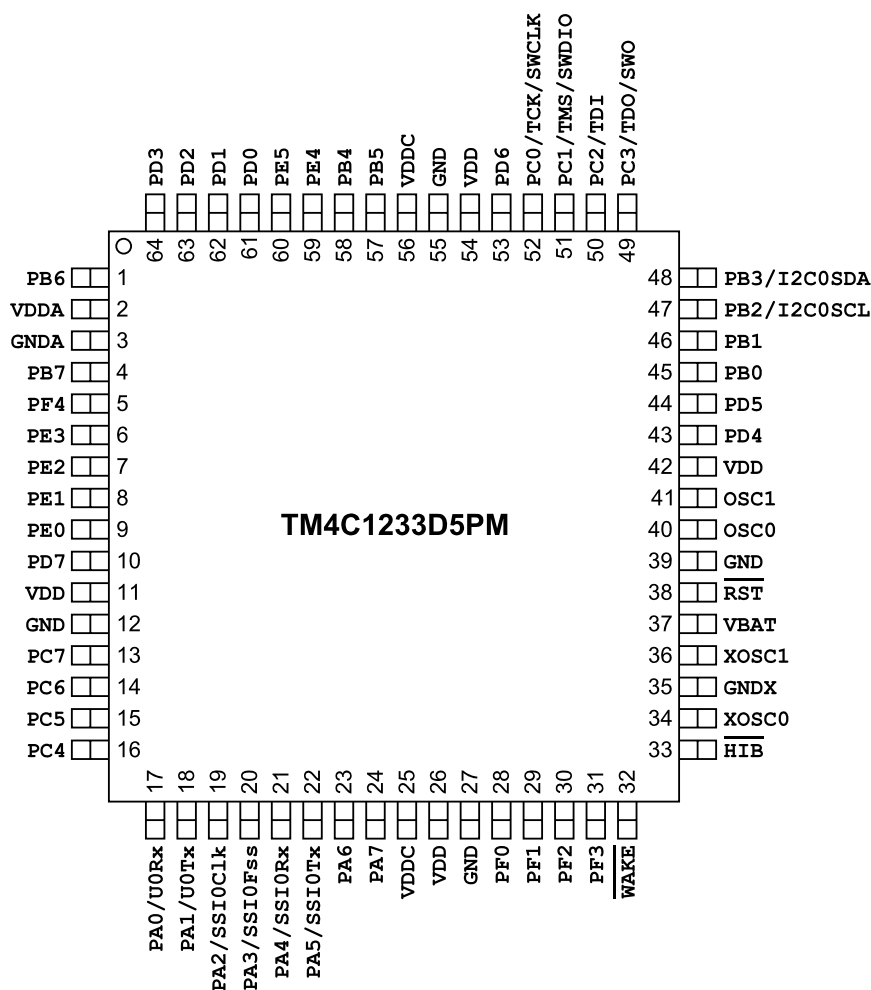 PD3
PD2
PD1
PD0
PE5
PE4
PB4
PB5
VDDC
GND
VDD
PD6
PC0/TCK/SWCLK
PC1/TMS/SWDIO
PC2/TDI
PC3/TDO/SWO
64
63
62
61
60
59
58
57
56
55
54
53
52
51
50
49
PB6 1
VDDA 2
GNDA 3
PB7 4
PF4 5
PE3 6
PE2 7
PE1 8
PE0 9
PD7 10
VDD 11
GND 12
PC7 13
PC6 14
PC5 15
PC4 16
TM4C1233D5PM
48 PB3/I2C0SDA
47 PB2/I2C0SCL
46 PB1
45 PB0
44 PD5
43 PD4
42 VDD
41 OSC1
40 OSC0
39 GND
38 RST
37 VBAT
36 XOSC1
35 GNDX
34 XOSC0
33 HIB
17
18
19
20
21
22
23
24
25
26
27
28
29
30
31
32
PA0/U0Rx
PA1/U0Tx
PA2/SSI0Clk
PA3/SSI0Fss
PA4/SSI0Rx
PA5/SSI0Tx
PA6
PA7
VDDC
VDD
GND
PF0
PF1
PF2
PF3
WAKE